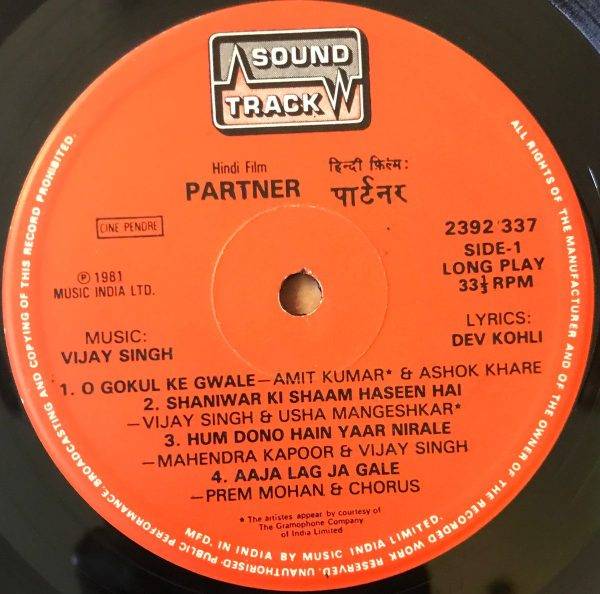 SOUND
TRACK
Hindi Film
हिन्दी फ़िल्म:
PARTNER
पार्टनर
CINE PENDRE
2392 337
SIDE-1
LONG PLAY
33⅓ RPM
Ⓟ 1981
MUSIC INDIA LTD.
MUSIC:
VIJAY SINGH
LYRICS:
DEV KOHLI
1. O GOKUL KE GWALE—AMIT KUMAR* & ASHOK KHARE
2. SHANIWAR KI SHAAM HASEEN HAI
—VIJAY SINGH & USHA MANGESHKAR*
3. HUM DONO HAIN YAAR NIRALE
—MAHENDRA KAPOOR & VIJAY SINGH
4. AAJA LAG JA GALE
—PREM MOHAN & CHORUS
* The artistes appear by courtesy of
The Gramophone Company
of India Limited
MFD. IN INDIA BY MUSIC INDIA LIMITED.
ALL RIGHTS OF THE MANUFACTURER AND OF THE OWNER OF THE RECORDED WORK RESERVED. UNAUTHORISED PUBLIC PERFORMANCE, BROADCASTING AND COPYING OF THIS RECORD PROHIBITED.